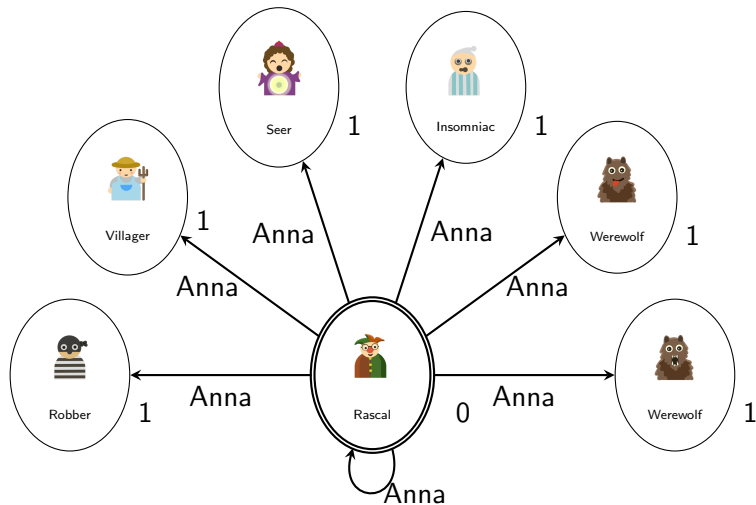 Seer
1
Insomniac
1
Villager
1
Anna
Anna
Werewolf
1
Anna
Anna
Robber
1
Anna
Rascal
0
Anna
Werewolf
1
Anna